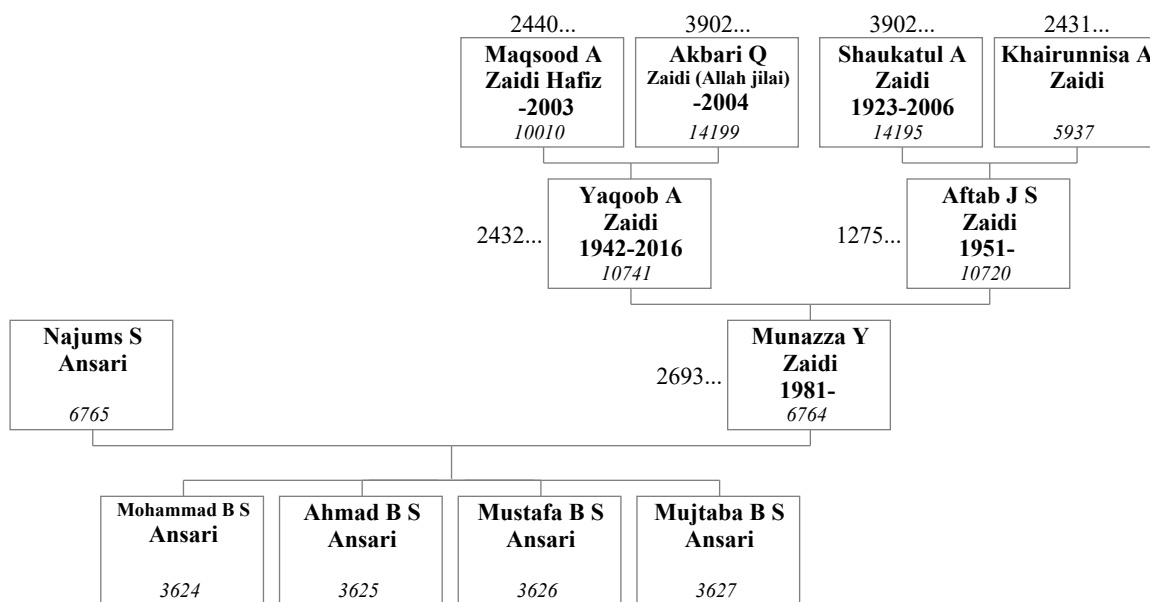 2440...
3902...
3902...
2431...
Maqsood A
Zaidi Hafiz
-2003
10010
Akbari Q
Zaidi (Allah jilai)
-2004
14199
Shaukatul A
Zaidi
1923-2006
14195
Khairunnisa A
Zaidi
5937
2432...
Yaqoob A
Zaidi
1942-2016
10741
1275...
Aftab J S
Zaidi
1951-
10720
Najums S
Ansari
6765
2693...
Munazza Y
Zaidi
1981-
6764
Mohammad B S
Ansari
3624
Ahmad B S
Ansari
3625
Mustafa B S
Ansari
3626
Mujtaba B S
Ansari
3627